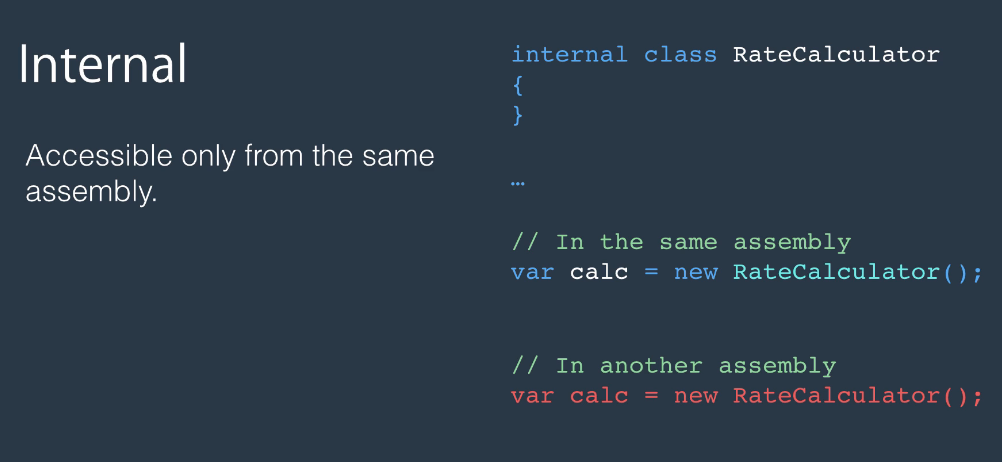 Internal
Accessible only from the same
assembly.
internal class RateCalculator
{
}
…
// In the same assembly
var calc = new RateCalculator();
// In another assembly
var calc = new RateCalculator();